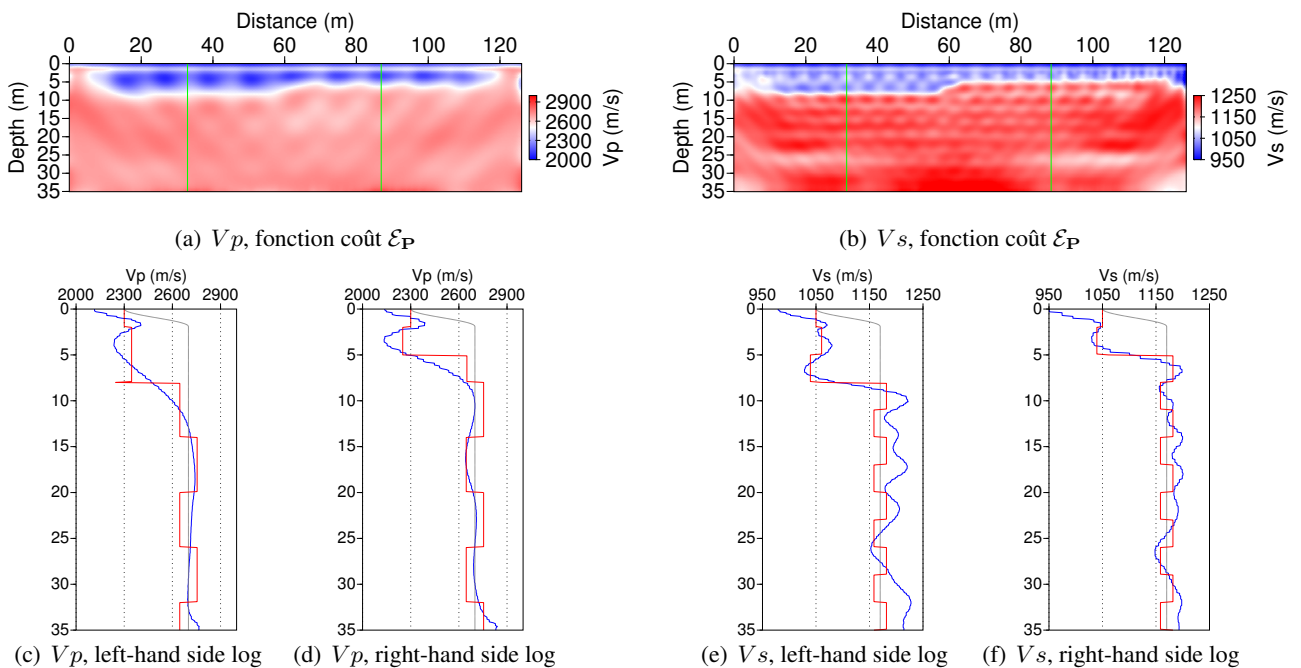 Distance (m)
0 20 40 60 80 100 120
0
5
10
15
20
25
30
35
Depth (m)
2900
2600
2300
2000
Vp (m/s)
(a) Vp, fonction coût ℰ_P
Distance (m)
0 20 40 60 80 100 120
0
5
10
15
20
25
30
35
Depth (m)
1250
1150
1050
950
Vs (m/s)
(b) Vs, fonction coût ℰ_P
Vp (m/s)
2000 2300 2600 2900
0
5
10
15
20
25
30
35
(c) Vp, left-hand side log
Vp (m/s)
2000 2300 2600 2900
0
5
10
15
20
25
30
35
(d) Vp, right-hand side log
Vs (m/s)
950 1050 1150 1250
0
5
10
15
20
25
30
35
(e) Vs, left-hand side log
Vs (m/s)
950 1050 1150 1250
0
5
10
15
20
25
30
35
(f) Vs, right-hand side log